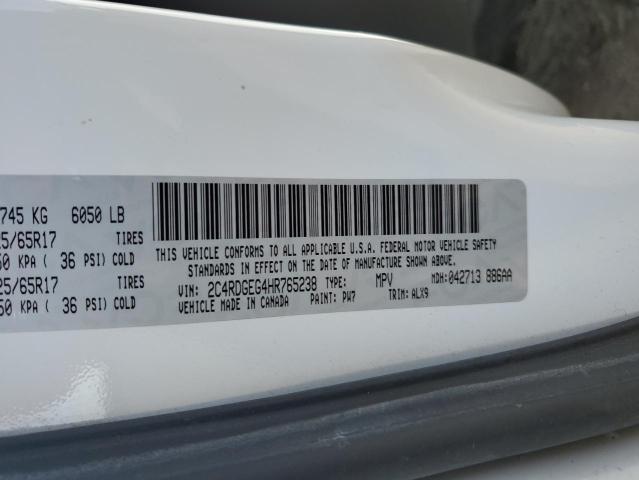 745 KG 6050 LB
5/65R17 TIRES
50 KPA ( 36 PSI) COLD
25/65R17 TIRES
50 KPA ( 36 PSI) COLD
THIS VEHICLE CONFORMS TO ALL APPLICABLE U.S.A. FEDERAL MOTOR VEHICLE SAFETY
STANDARDS IN EFFECT ON THE DATE OF MANUFACTURE SHOWN ABOVE.
VIN: 2C4RDGEG4HR765238 TYPE: MPV MDH: 042713 886AA
VEHICLE MADE IN CANADA PAINT: PW7 TRIM: ALX9